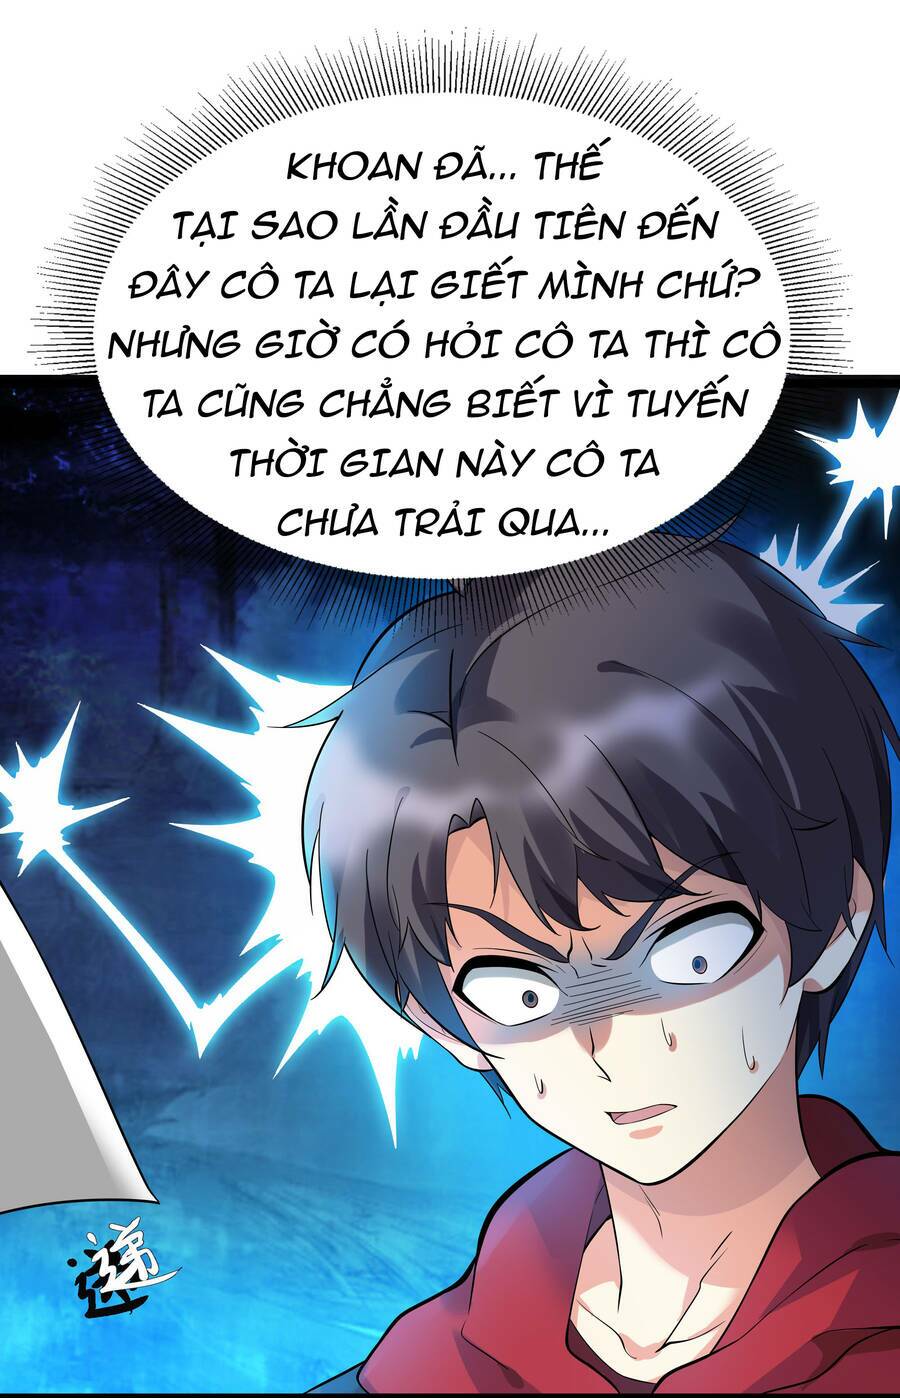 KHOAN ĐÃ... THẾ
TẠI SAO LẦN ĐẦU TIÊN ĐẾN
ĐÂY CÔ TA LẠI GIẾT MÌNH CHỨ?
NHƯNG GIỜ CÓ HỎI CÔ TA THÌ CÔ
TA CŨNG CHẲNG BIẾT VÌ TUYẾN
THỜI GIAN NÀY CÔ TA
CHƯA TRẢI QUA...
递